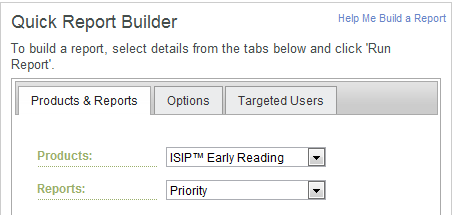 Quick Report Builder
Help Me Build a Report
To build a report, select details from the tabs below and click 'Run
Report'.
Products & Reports
Options
Targeted Users
Products:
ISIP™ Early Reading
Reports:
Priority